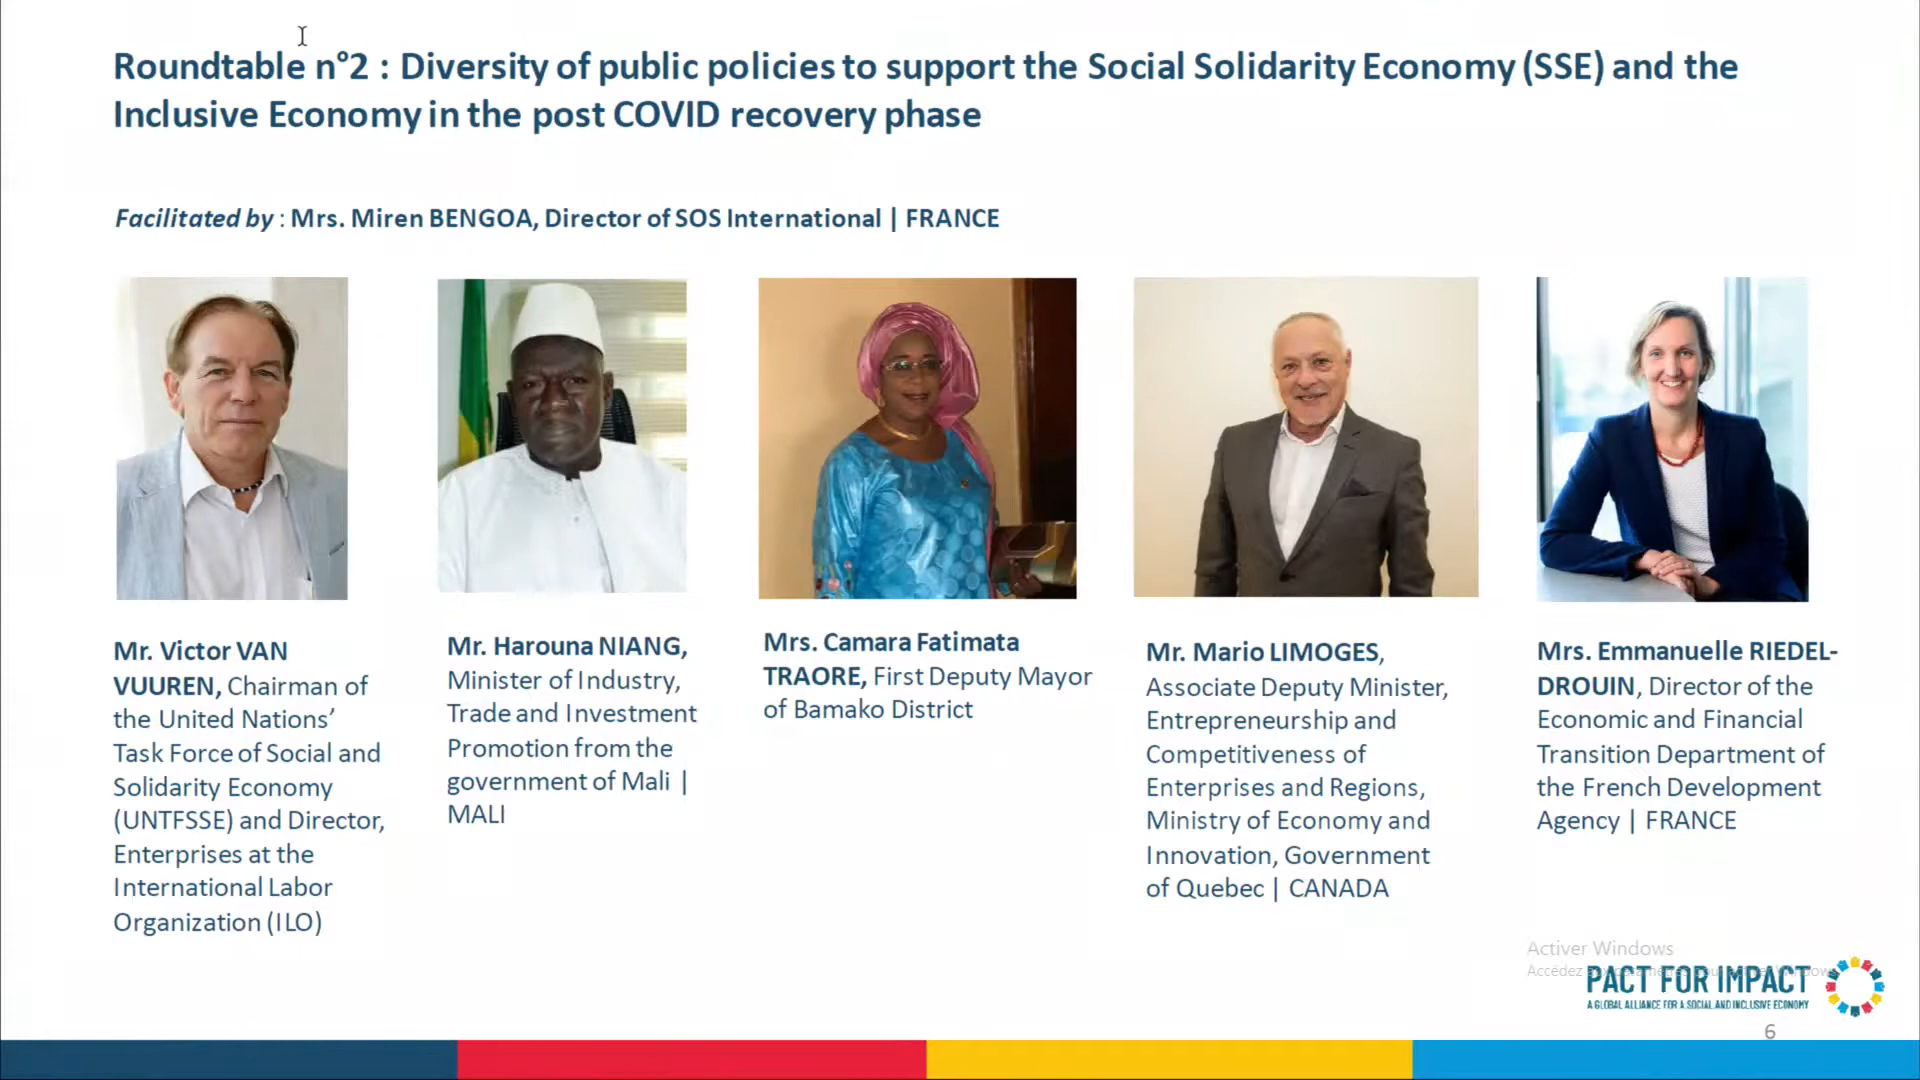 Roundtable n°2 : Diversity of public policies to support the Social Solidarity Economy (SSE) and the
Inclusive Economy in the post COVID recovery phase
Facilitated by : Mrs. Miren BENGOA, Director of SOS International | FRANCE
Mr. Victor VAN
VUUREN, Chairman of
the United Nations’
Task Force of Social and
Solidarity Economy
(UNTFSSE) and Director,
Enterprises at the
International Labor
Organization (ILO)
Mr. Harouna NIANG,
Minister of Industry,
Trade and Investment
Promotion from the
government of Mali |
MALI
Mrs. Camara Fatimata
TRAORE, First Deputy Mayor
of Bamako District
Mr. Mario LIMOGES,
Associate Deputy Minister,
Entrepreneurship and
Competitiveness of
Enterprises and Regions,
Ministry of Economy and
Innovation, Government
of Quebec | CANADA
Mrs. Emmanuelle RIEDEL-
DROUIN, Director of the
Economic and Financial
Transition Department of
the French Development
Agency | FRANCE
Activer Windows
Accédez
PACT FOR IMPACT
A GLOBAL ALLIANCE FOR A SOCIAL AND INCLUSIVE ECONOMY
6